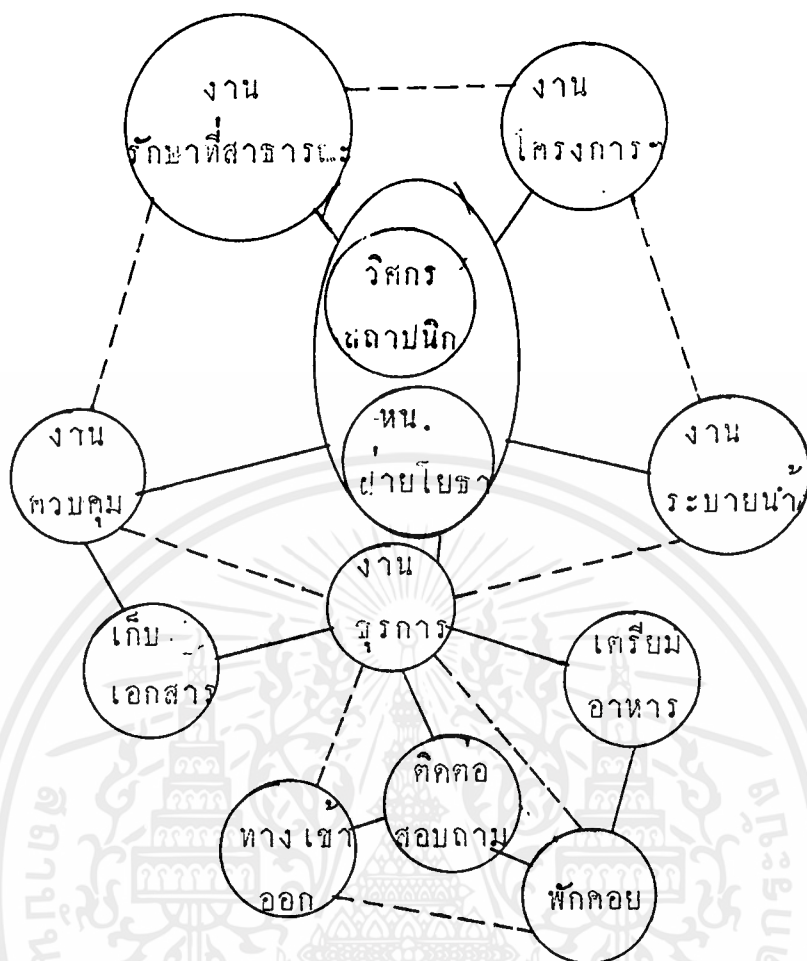 งาน
รักษาที่สาธารณะ
งาน
โครงการฯ
วิศกร
สถาปนิก
หน.
ฝ่ายโยธา
งาน
ควบคุม
งาน
ระบายน้ำ
งาน
ธุรการ
เก็บ
เอกสาร
เตรียม
อาหาร
ติดต่อ
สอบถาม
ทางเข้า
ออก
พักคอย